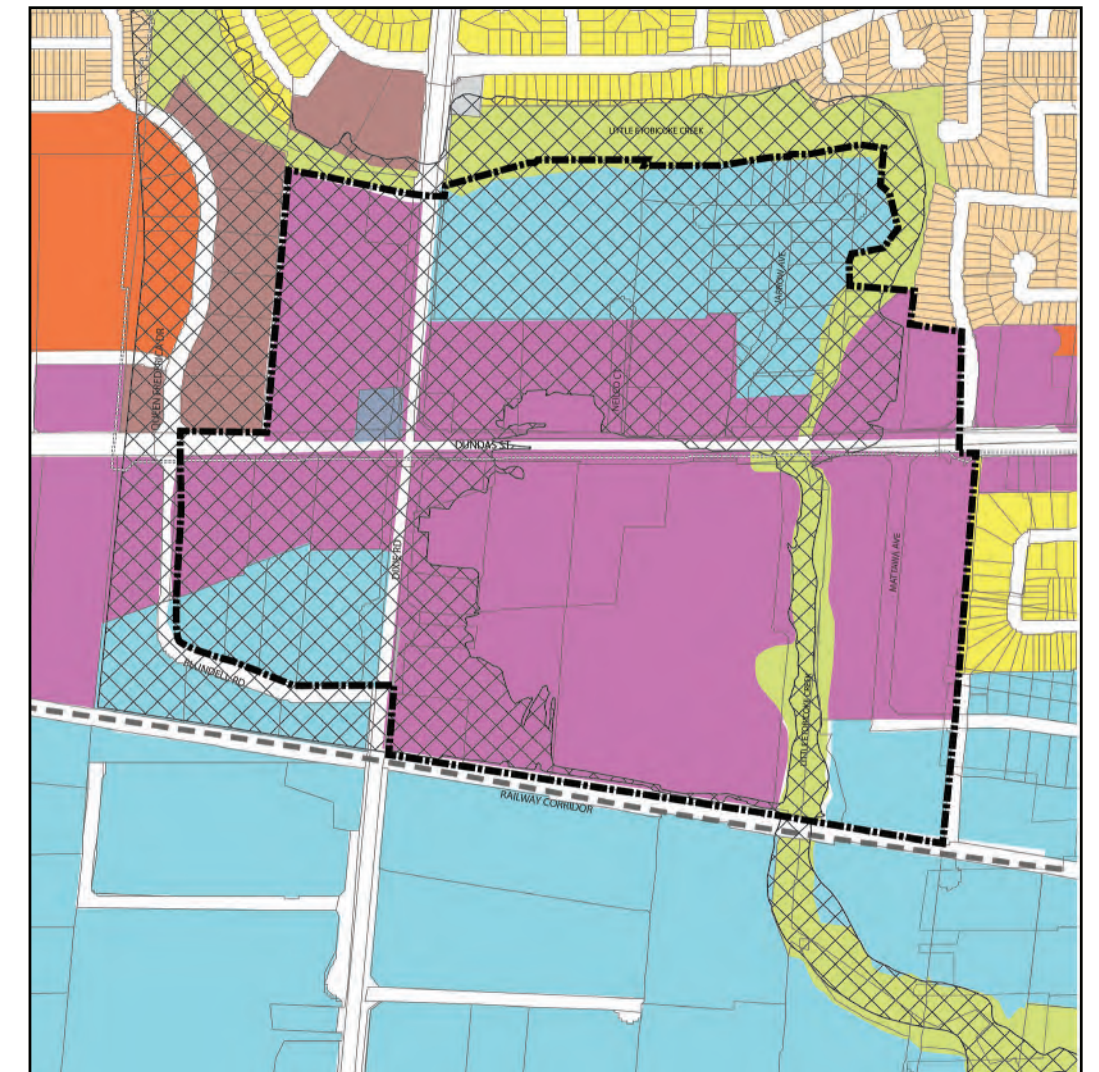 LITTLE ETOBICOKE CREEK
JARROW AVE
QUEEN FREDERICA DR
WERKO CT
DUNDAS ST
DIXIE RD
MATTAWA AVE
BLUNDELL RD
LITTLE ETOBICOKE CREEK
RAILWAY CORRIDOR